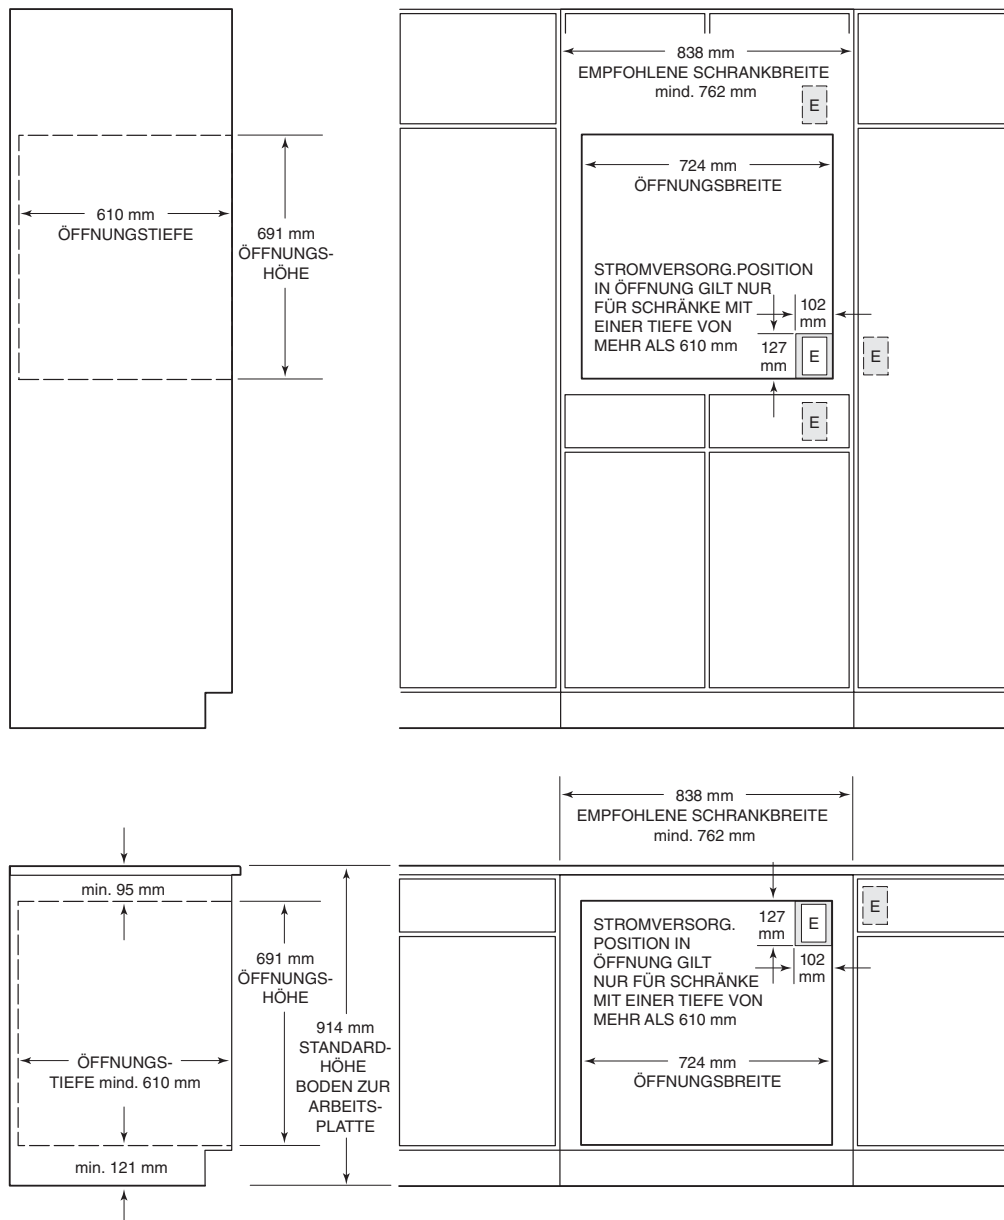 838 mm
EMPFOHLENE SCHRANKBREITE
mind. 762 mm
E
724 mm
ÖFFNUNGSBREITE
610 mm
ÖFFNUNGSTIEFE
691 mm
ÖFFNUNGS-
HÖHE
STROMVERSORG.POSITION
IN ÖFFNUNG GILT NUR
FÜR SCHRÄNKE MIT
EINER TIEFE VON
MEHR ALS 610 mm
102
mm
127
mm
E
E
E
838 mm
EMPFOHLENE SCHRANKBREITE
mind. 762 mm
min. 95 mm
691 mm
ÖFFNUNGS-
HÖHE
ÖFFNUNGS-
TIEFE mind. 610 mm
min. 121 mm
914 mm
STANDARD-
HÖHE
BODEN ZUR
ARBEITS-
PLATTE
STROMVERSORG.
POSITION IN
ÖFFNUNG GILT
NUR FÜR SCHRÄNKE
MIT EINER TIEFE VON
MEHR ALS 610 mm
127
mm
E
102
mm
E
724 mm
ÖFFNUNGSBREITE